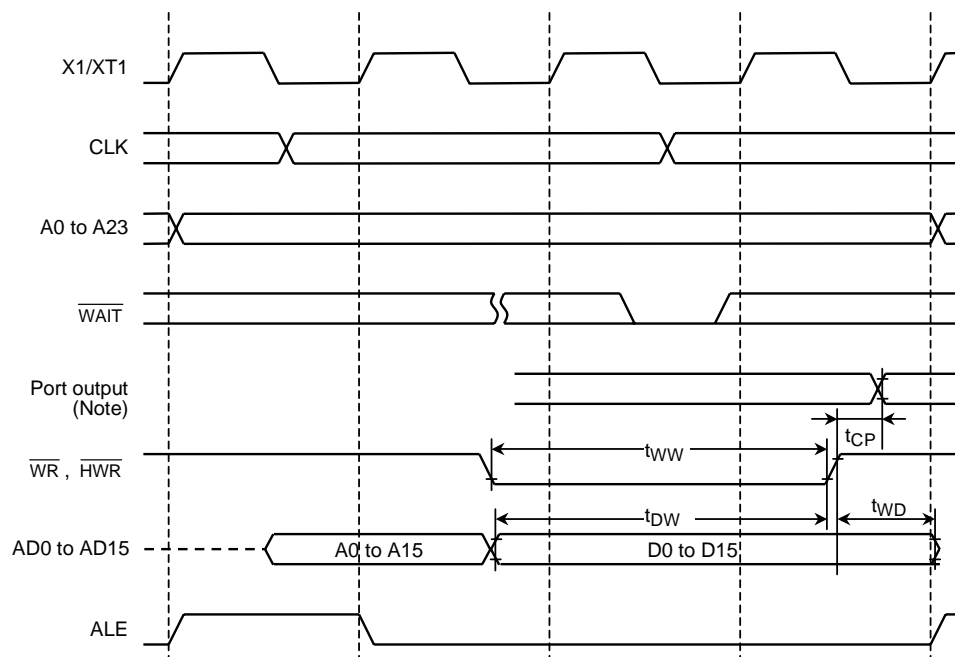 X1/XT1
CLK
A0 to A23
WAIT
Port output
(Note)
tCP
tWW
WR , HWR
tWD
tDW
AD0 to AD15
A0 to A15
D0 to D15
ALE